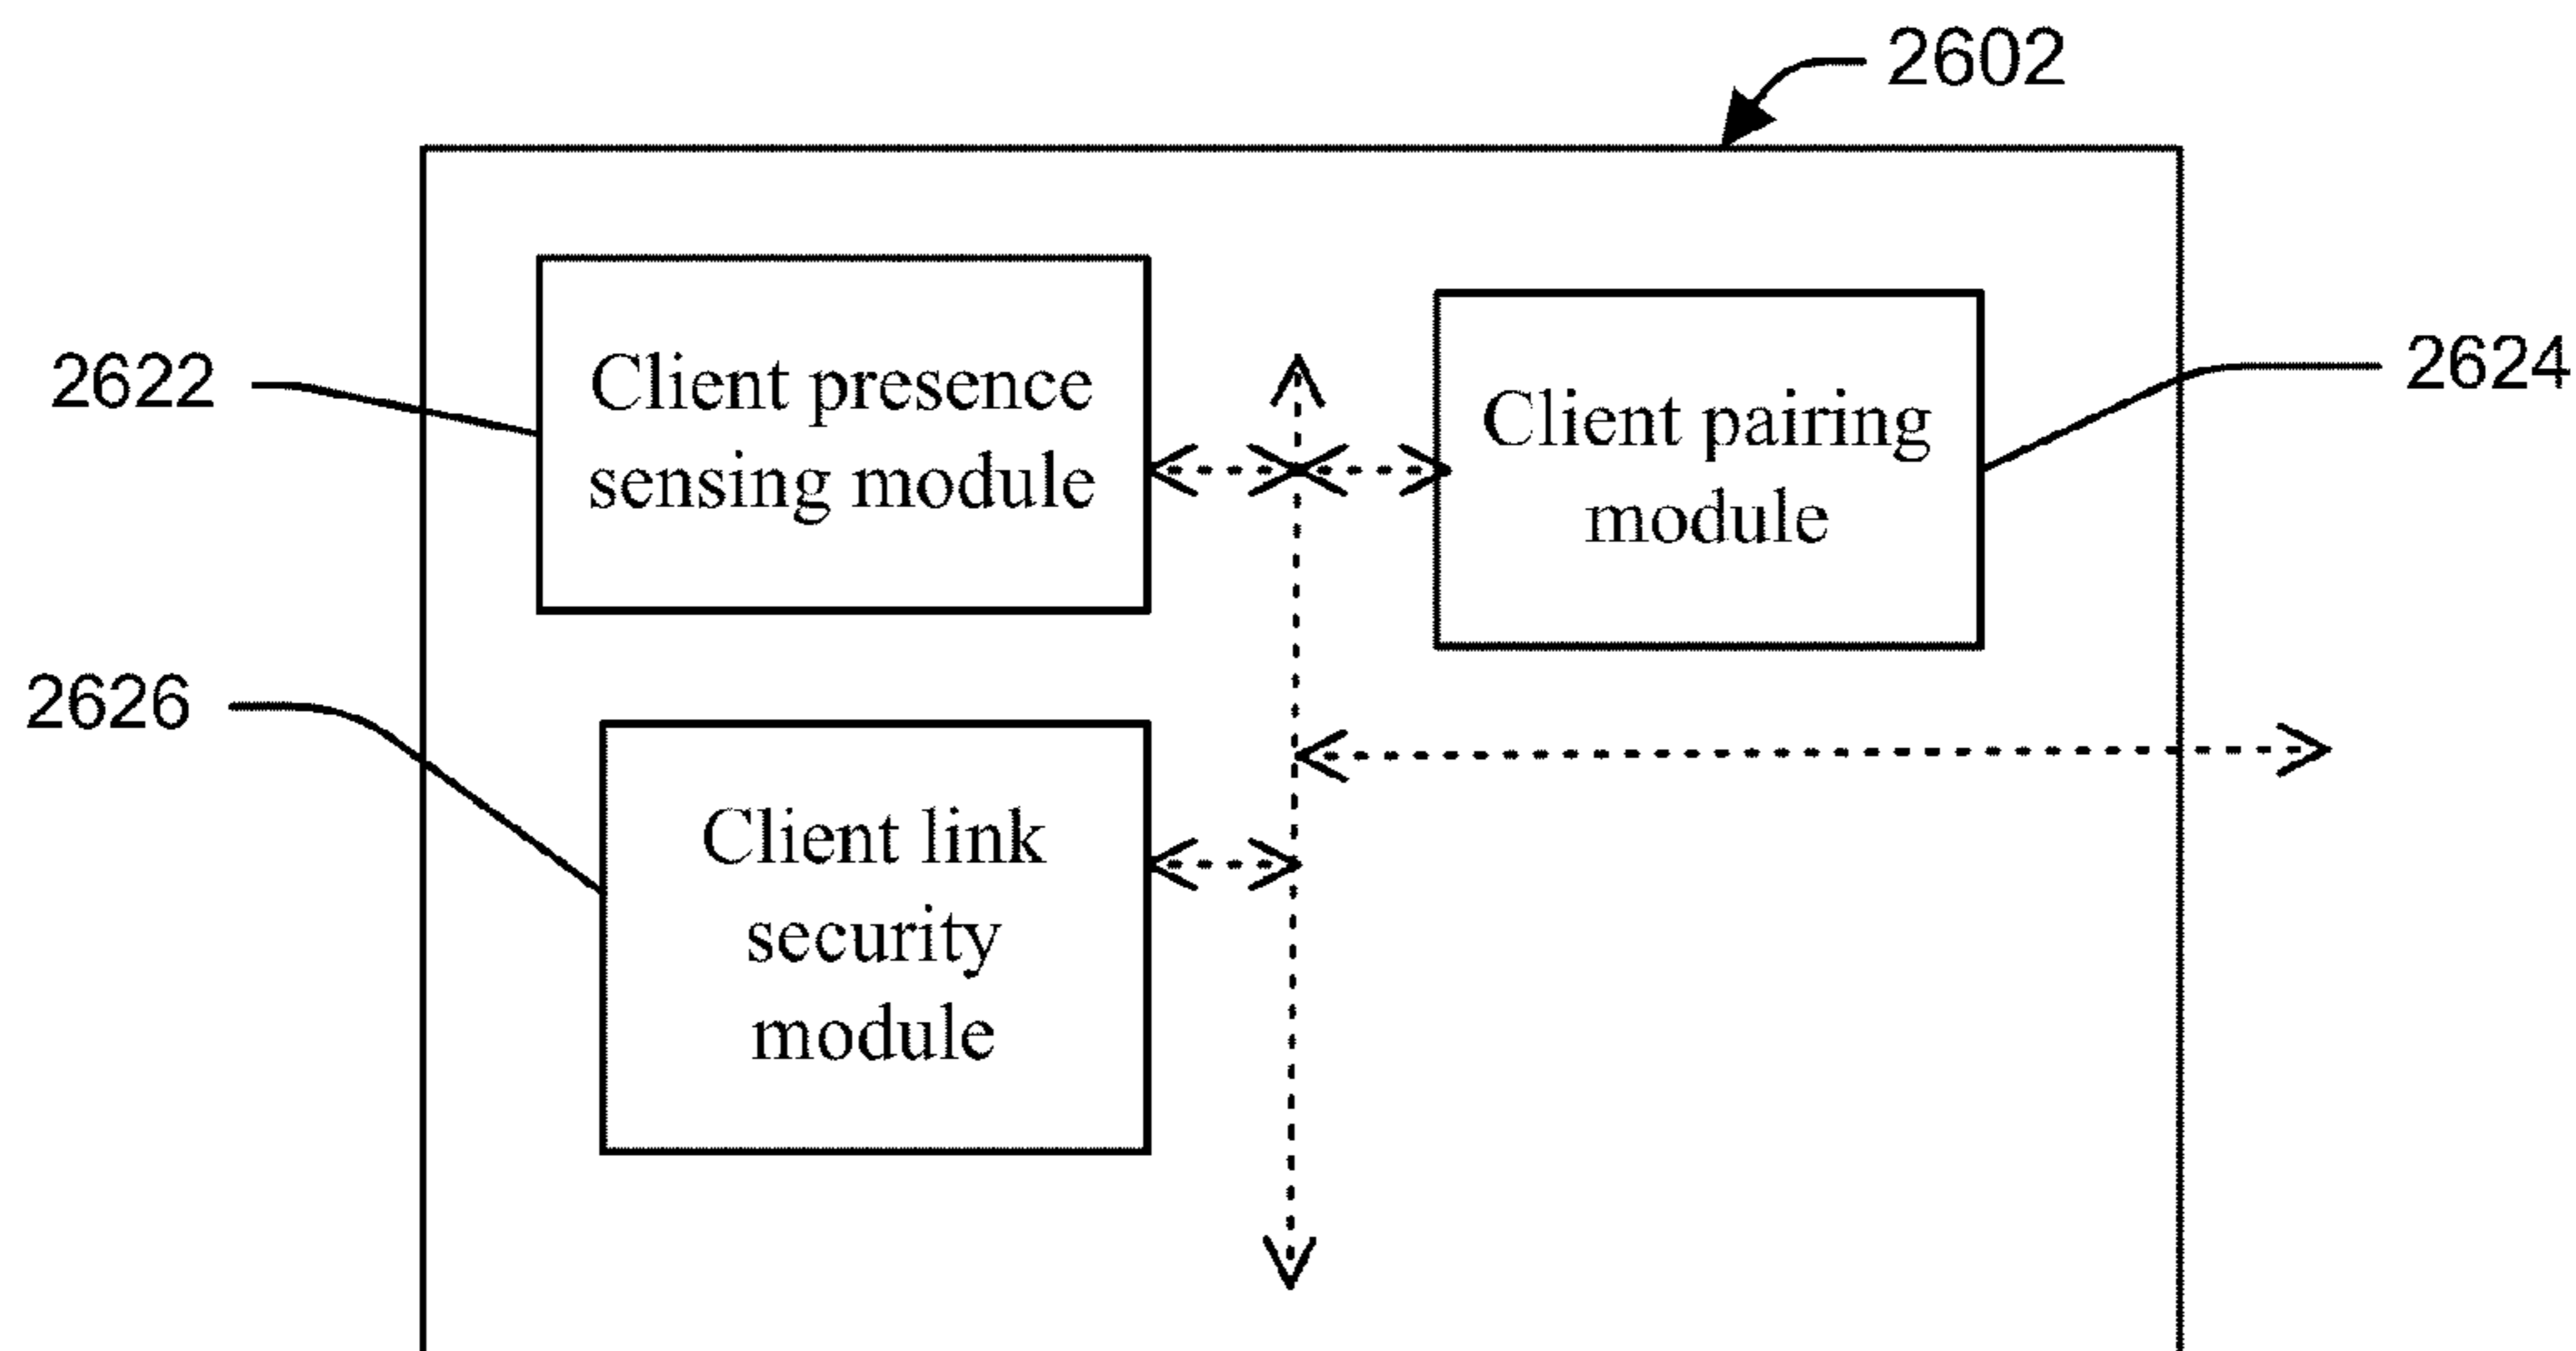 2602
2622
Client presence
sensing module
Client pairing
module
2624
2626
Client link
security
module